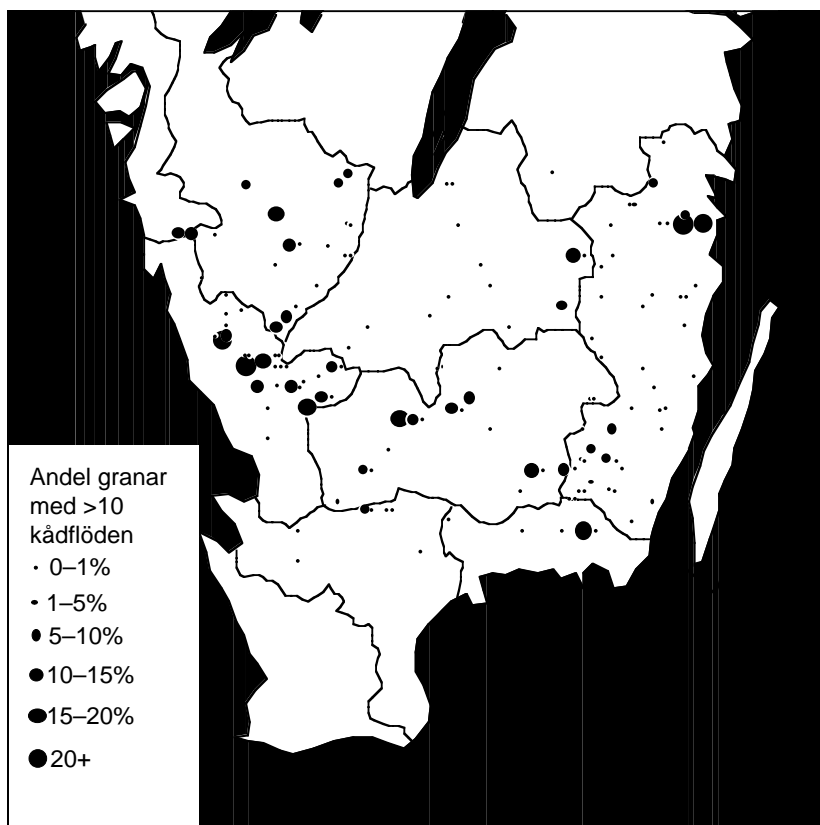 Andel granar
med >10
kådflöden
0–1%
1–5%
5–10%
10–15%
15–20%
20+